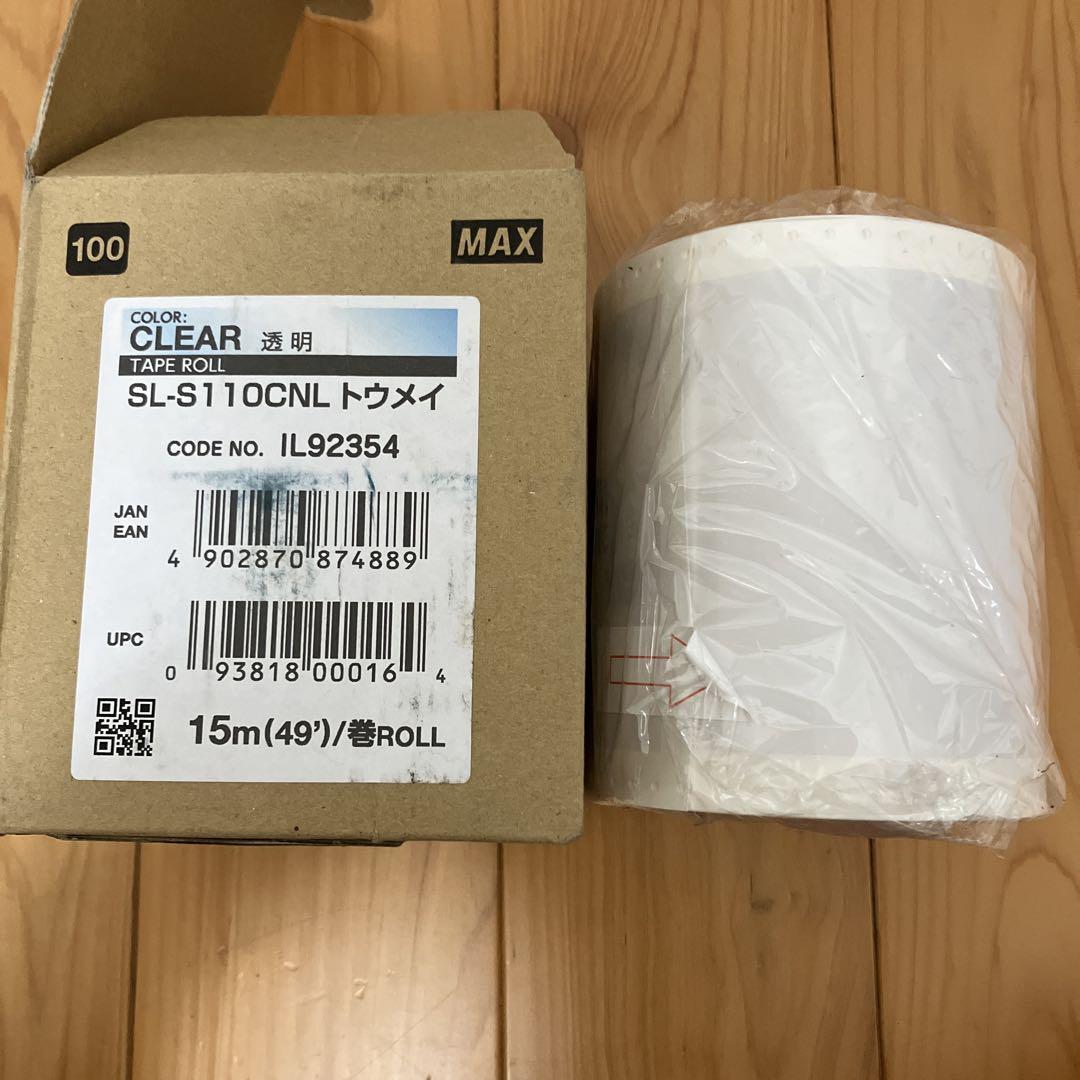 100
MAX
COLOR:
CLEAR 透明
TAPE ROLL
SL-S110CNL トウメイ
CODE NO. IL92354
JAN
EAN
4 902870 874889
UPC
0 93818 00016 4
15m(49')/巻ROLL